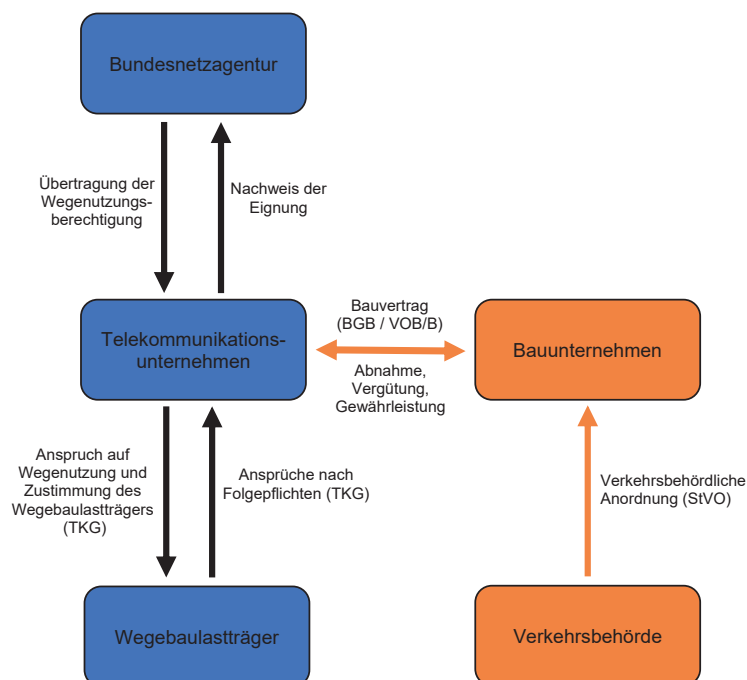 Bundesnetzagentur
Übertragung der
Wegenutzungs-
berechtigung
Nachweis der
Eignung
Telekommunikations-
unternehmen
Bauvertrag
(BGB / VOB/B)
Abnahme,
Vergütung,
Gewährleistung
Bauunternehmen
Anspruch auf
Wegenutzung und
Zustimmung des
Wegebaulastträgers
(TKG)
Ansprüche nach
Folgepflichten (TKG)
Verkehrsbehördliche
Anordnung (StVO)
Wegebaulastträger
Verkehrsbehörde